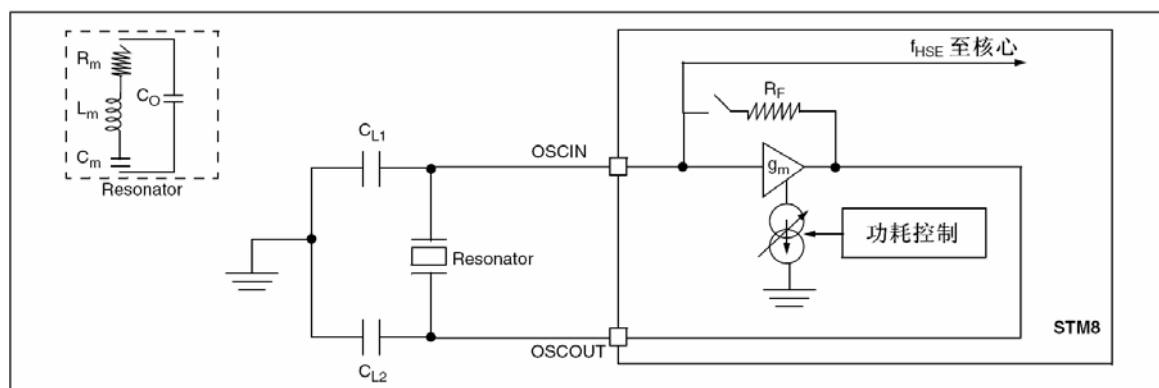 Rm
Lm
CO
Cm
Resonator
CL1
OSCIN
Resonator
CL2
OSCOUT
fHSE 至核心
RF
gm
功耗控制
STM8